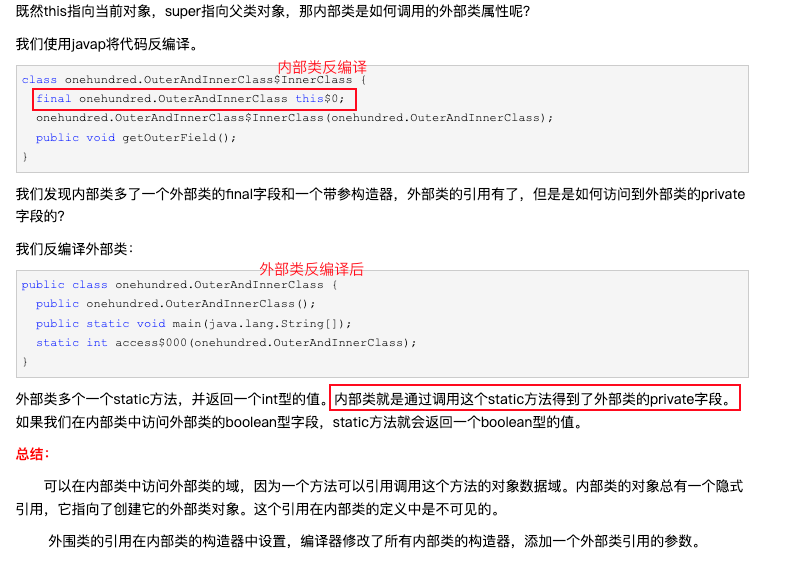 既然this指向当前对象，super指向父类对象，那内部类是如何调用的外部类属性呢?
我们使用javap将代码反编译。
内部类反编译
class onehundred.OuterAndInnerClass$InnerClass {
final onehundred.OuterAndInnerClass this$0;
onehundred.OuterAndInnerClass$InnerClass(onehundred.OuterAndInnerClass);
public void getOuterField();
}
我们发现内部类多了一个外部类的final字段和一个带参构造器，外部类的引用有了，但是是如何访问到外部类的private
字段的?
我们反编译外部类：
外部类反编译后
public class onehundred.OuterAndInnerClass {
public onehundred.OuterAndInnerClass();
public static void main(java.lang.String[]);
static int access$000(onehundred.OuterAndInnerClass);
}
外部类多个一个static方法，并返回一个int型的值。内部类就是通过调用这个static方法得到了外部类的private字段。
如果我们在内部类中访问外部类的boolean型字段，static方法就会返回一个boolean型的值。
总结：
可以在内部类中访问外部类的域，因为一个方法可以引用调用这个方法的对象数据域。内部类的对象总有一个隐式
引用，它指向了创建它的外部类对象。这个引用在内部类的定义中是不可见的。
外围类的引用在内部类的构造器中设置，编译器修改了所有内部类的构造器，添加一个外部类引用的参数。